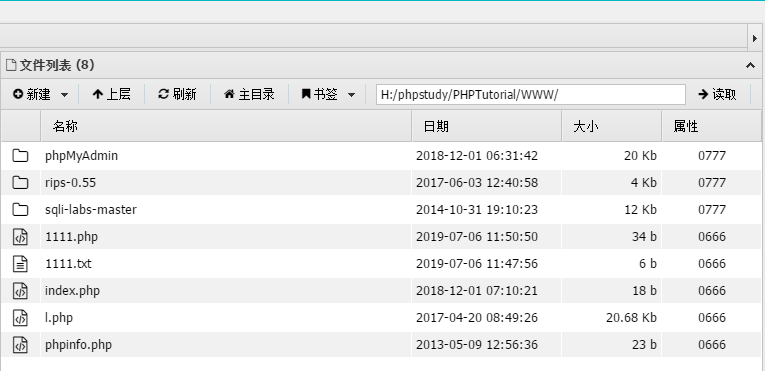 文件列表 (8)
新建 上层 刷新 主目录 书签 H:/phpstudy/PHPTutorial/WWW/ 读取
名称 日期 大小 属性
phpMyAdmin 2018-12-01 06:31:42 20 Kb 0777
rips-0.55 2017-06-03 12:40:58 4 Kb 0777
sqli-labs-master 2014-10-31 19:10:23 12 Kb 0777
1111.php 2019-07-06 11:50:50 34 b 0666
1111.txt 2019-07-06 11:47:56 6 b 0666
index.php 2018-12-01 07:10:21 18 b 0666
l.php 2017-04-20 08:49:26 20.68 Kb 0666
phpinfo.php 2013-05-09 12:56:36 23 b 0666